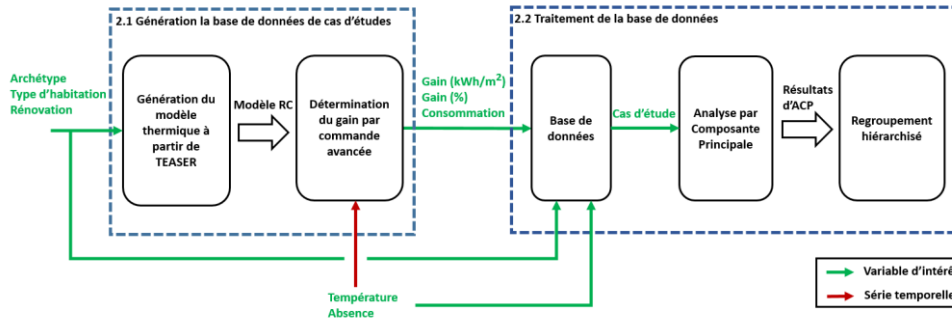 2.1 Génération la base de données de cas d'études
Archétype
Type d'habitation
Rénovation
Génération du
modèle
thermique à
partir de
TEASER
Modèle RC
Détermination
du gain par
commande
avancée
Gain (kWh/m²)
Gain (%)
Consommation
2.2 Traitement de la base de données
Base de
données
Cas d'étude
Analyse par
Composante
Principale
Résultats
d'ACP
Regroupement
hiérarchisé
Température
Absence
Variable d'intérê
Série temporelle